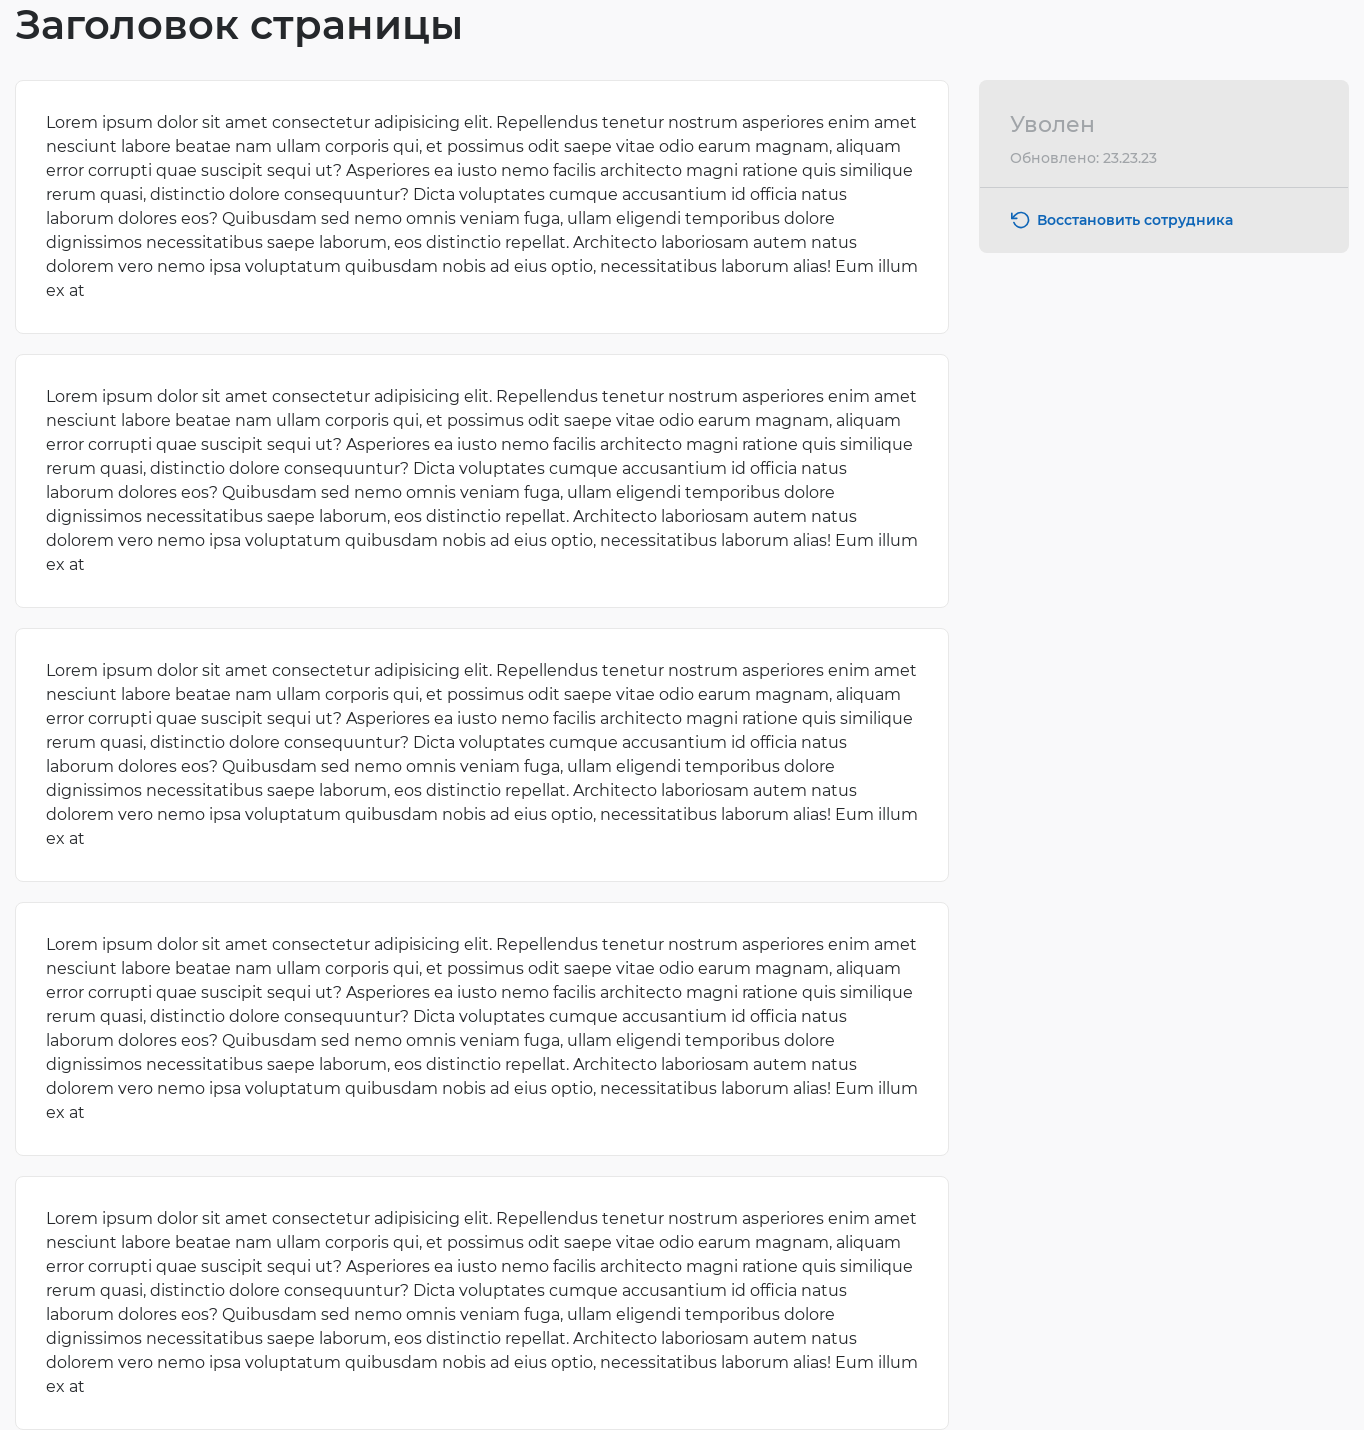 Заголовок страницы
Lorem ipsum dolor sit amet consectetur adipisicing elit. Repellendus tenetur nostrum asperiores enim amet
nesciunt labore beatae nam ullam corporis qui, et possimus odit saepe vitae odio earum magnam, aliquam
error corrupti quae suscipit sequi ut? Asperiores ea iusto nemo facilis architecto magni ratione quis similique
rerum quasi, distinctio dolore consequuntur? Dicta voluptates cumque accusantium id officia natus
laborum dolores eos? Quibusdam sed nemo omnis veniam fuga, ullam eligendi temporibus dolore
dignissimos necessitatibus saepe laborum, eos distinctio repellat. Architecto laboriosam autem natus
dolorem vero nemo ipsa voluptatum quibusdam nobis ad eius optio, necessitatibus laborum alias! Eum illum
ex at
Lorem ipsum dolor sit amet consectetur adipisicing elit. Repellendus tenetur nostrum asperiores enim amet
nesciunt labore beatae nam ullam corporis qui, et possimus odit saepe vitae odio earum magnam, aliquam
error corrupti quae suscipit sequi ut? Asperiores ea iusto nemo facilis architecto magni ratione quis similique
rerum quasi, distinctio dolore consequuntur? Dicta voluptates cumque accusantium id officia natus
laborum dolores eos? Quibusdam sed nemo omnis veniam fuga, ullam eligendi temporibus dolore
dignissimos necessitatibus saepe laborum, eos distinctio repellat. Architecto laboriosam autem natus
dolorem vero nemo ipsa voluptatum quibusdam nobis ad eius optio, necessitatibus laborum alias! Eum illum
ex at
Lorem ipsum dolor sit amet consectetur adipisicing elit. Repellendus tenetur nostrum asperiores enim amet
nesciunt labore beatae nam ullam corporis qui, et possimus odit saepe vitae odio earum magnam, aliquam
error corrupti quae suscipit sequi ut? Asperiores ea iusto nemo facilis architecto magni ratione quis similique
rerum quasi, distinctio dolore consequuntur? Dicta voluptates cumque accusantium id officia natus
laborum dolores eos? Quibusdam sed nemo omnis veniam fuga, ullam eligendi temporibus dolore
dignissimos necessitatibus saepe laborum, eos distinctio repellat. Architecto laboriosam autem natus
dolorem vero nemo ipsa voluptatum quibusdam nobis ad eius optio, necessitatibus laborum alias! Eum illum
ex at
Lorem ipsum dolor sit amet consectetur adipisicing elit. Repellendus tenetur nostrum asperiores enim amet
nesciunt labore beatae nam ullam corporis qui, et possimus odit saepe vitae odio earum magnam, aliquam
error corrupti quae suscipit sequi ut? Asperiores ea iusto nemo facilis architecto magni ratione quis similique
rerum quasi, distinctio dolore consequuntur? Dicta voluptates cumque accusantium id officia natus
laborum dolores eos? Quibusdam sed nemo omnis veniam fuga, ullam eligendi temporibus dolore
dignissimos necessitatibus saepe laborum, eos distinctio repellat. Architecto laboriosam autem natus
dolorem vero nemo ipsa voluptatum quibusdam nobis ad eius optio, necessitatibus laborum alias! Eum illum
ex at
Lorem ipsum dolor sit amet consectetur adipisicing elit. Repellendus tenetur nostrum asperiores enim amet
nesciunt labore beatae nam ullam corporis qui, et possimus odit saepe vitae odio earum magnam, aliquam
error corrupti quae suscipit sequi ut? Asperiores ea iusto nemo facilis architecto magni ratione quis similique
rerum quasi, distinctio dolore consequuntur? Dicta voluptates cumque accusantium id officia natus
laborum dolores eos? Quibusdam sed nemo omnis veniam fuga, ullam eligendi temporibus dolore
dignissimos necessitatibus saepe laborum, eos distinctio repellat. Architecto laboriosam autem natus
dolorem vero nemo ipsa voluptatum quibusdam nobis ad eius optio, necessitatibus laborum alias! Eum illum
ex at
Уволен
Обновлено: 23.23.23
Восстановить сотрудника